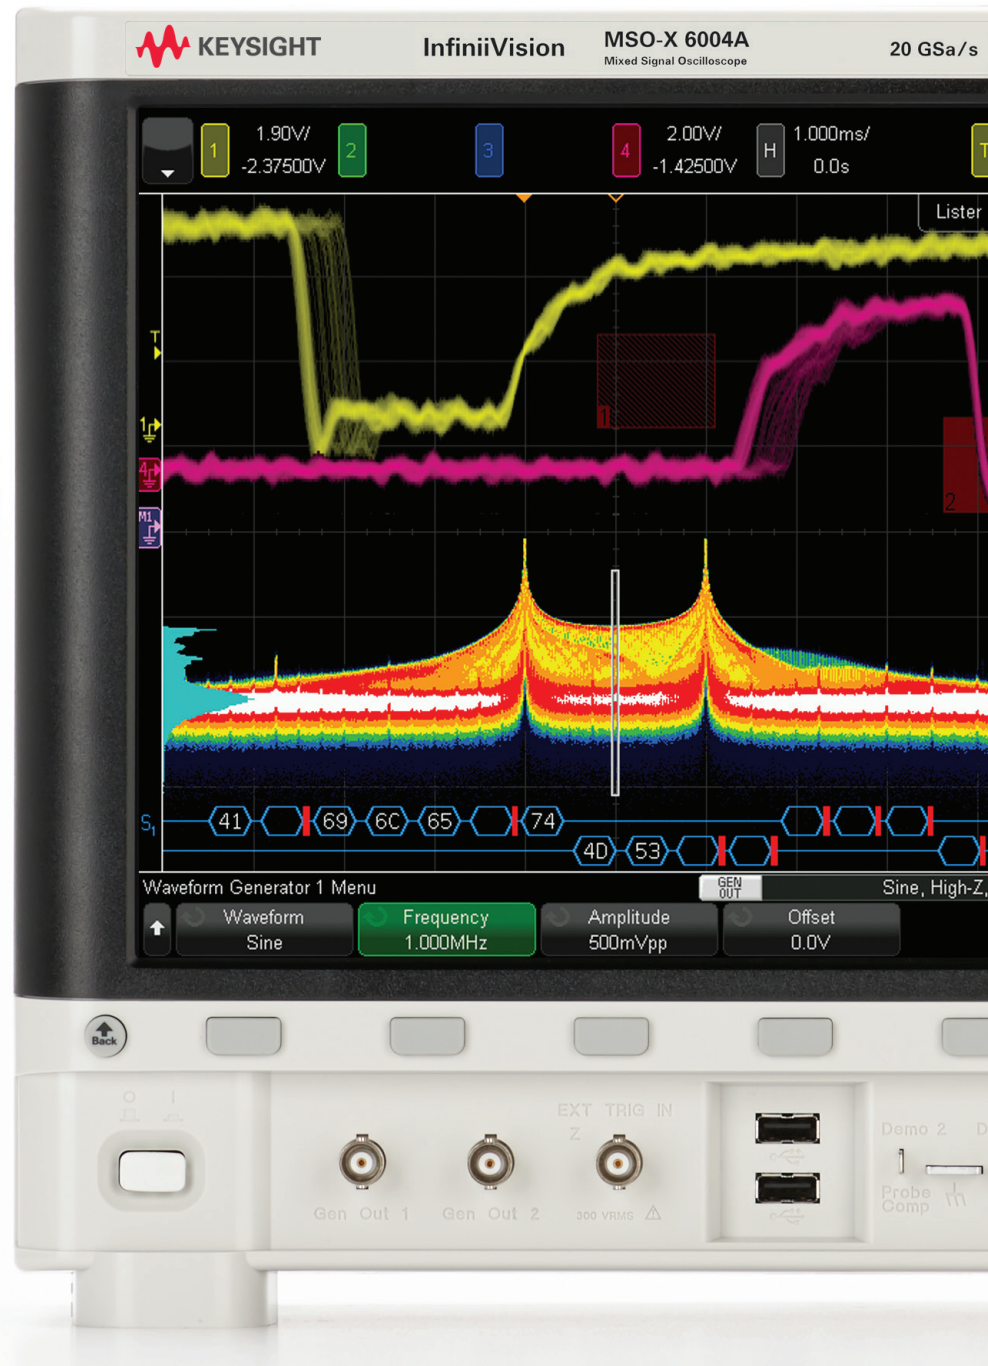 KEYSIGHT InfiniiVision MSO-X 6004A 20 GSa/s
Mixed Signal Oscilloscope
1 1.90V/ 2 3 4 2.00V/ H 1.000ms/ T
-2.37500V -1.42500V 0.0s
Lister
T
1
1
4
2
M1
41 69 6C 65 74
S1
4D 53
Waveform Generator 1 Menu GEN OUT Sine, High-Z,
Waveform Frequency Amplitude Offset
Sine 1.000MHz 500mVpp 0.0V
Back
O I
EXT TRIG IN
Z
Demo 2 D
Probe
Comp
Gen Out 1 Gen Out 2 300 VRMS